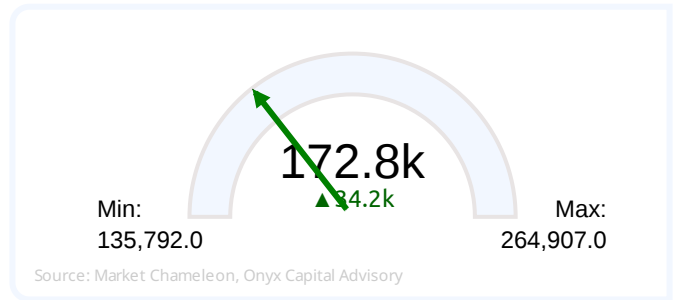 172.8k
▲34.2k
Min:
135,792.0
Max:
264,907.0
Source: Market Chameleon, Onyx Capital Advisory